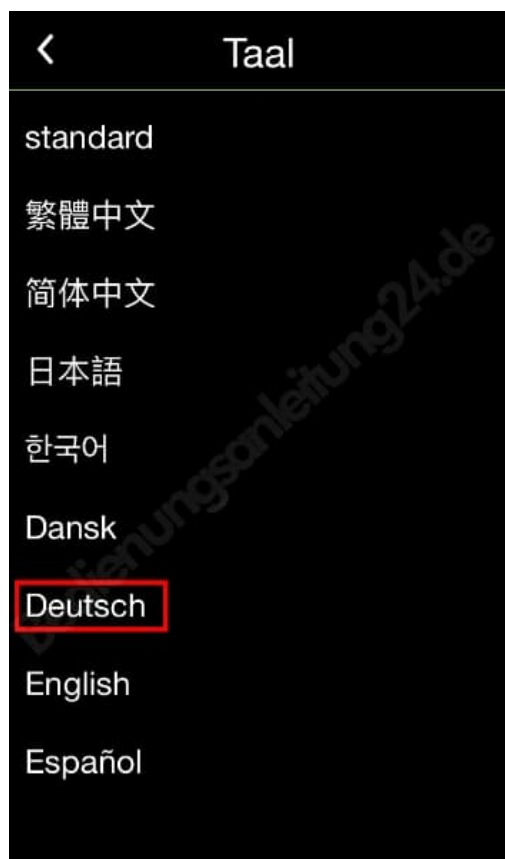 Taal
standard
繁體中文
简体中文
日本語
한국어
Dansk
Deutsch
English
Español
Bedienungsanleitung24.de